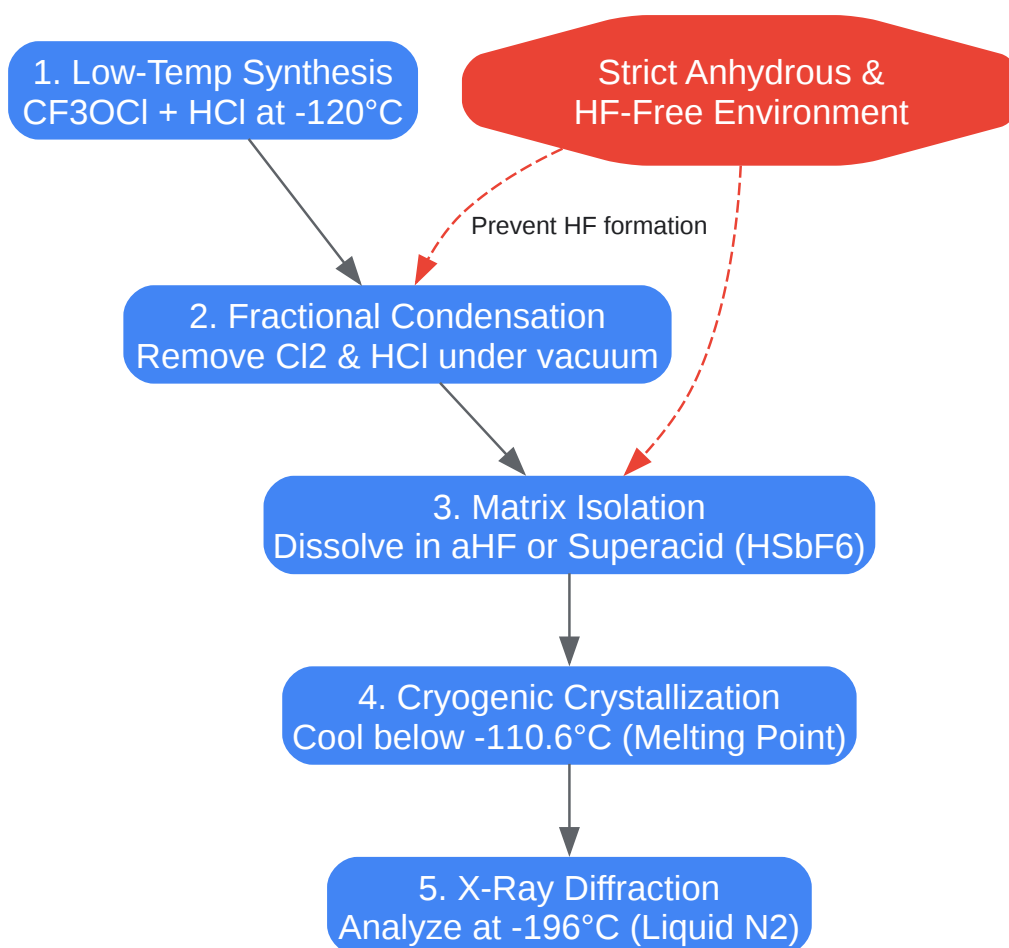 1. Low-Temp Synthesis
CF3OCl + HCl at -120°C
Strict Anhydrous &
HF-Free Environment
Prevent HF formation
2. Fractional Condensation
Remove Cl2 & HCl under vacuum
3. Matrix Isolation
Dissolve in aHF or Superacid (HSbF6)
4. Cryogenic Crystallization
Cool below -110.6°C (Melting Point)
5. X-Ray Diffraction
Analyze at -196°C (Liquid N2)